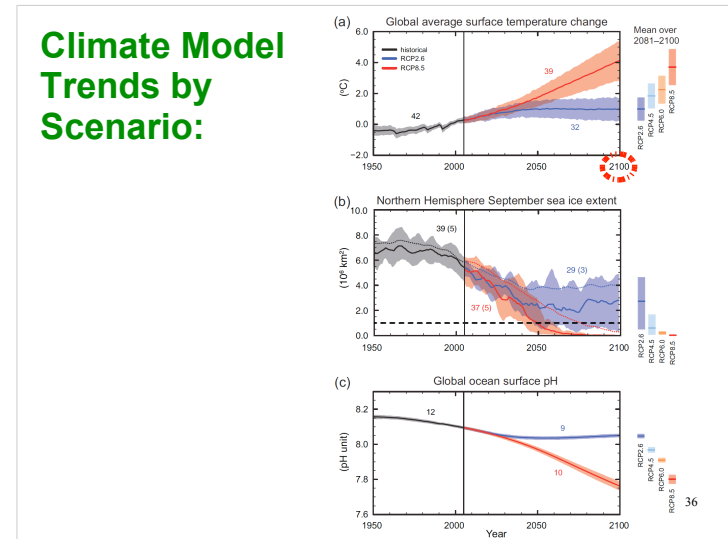 Climate Model
Trends by
Scenario:
(a) Global average surface temperature change
Mean over
2081–2100
6.0
4.0
2.0
0.0
−2.0
(°C)
historical
RCP2.6
RCP8.5
42
39
32
1950 2000 2050 2100
RCP2.6
RCP4.5
RCP6.0
RCP8.5
(b) Northern Hemisphere September sea ice extent
10.0
8.0
6.0
4.0
2.0
0.0
(10⁶ km²)
39 (5)
29 (3)
37 (5)
1950 2000 2050 2100
RCP2.6
RCP4.5
RCP6.0
RCP8.5
(c) Global ocean surface pH
8.2
8.0
7.8
7.6
(pH unit)
12
9
10
1950 2000 2050 2100
Year
RCP2.6
RCP4.5
RCP6.0
RCP8.5
36